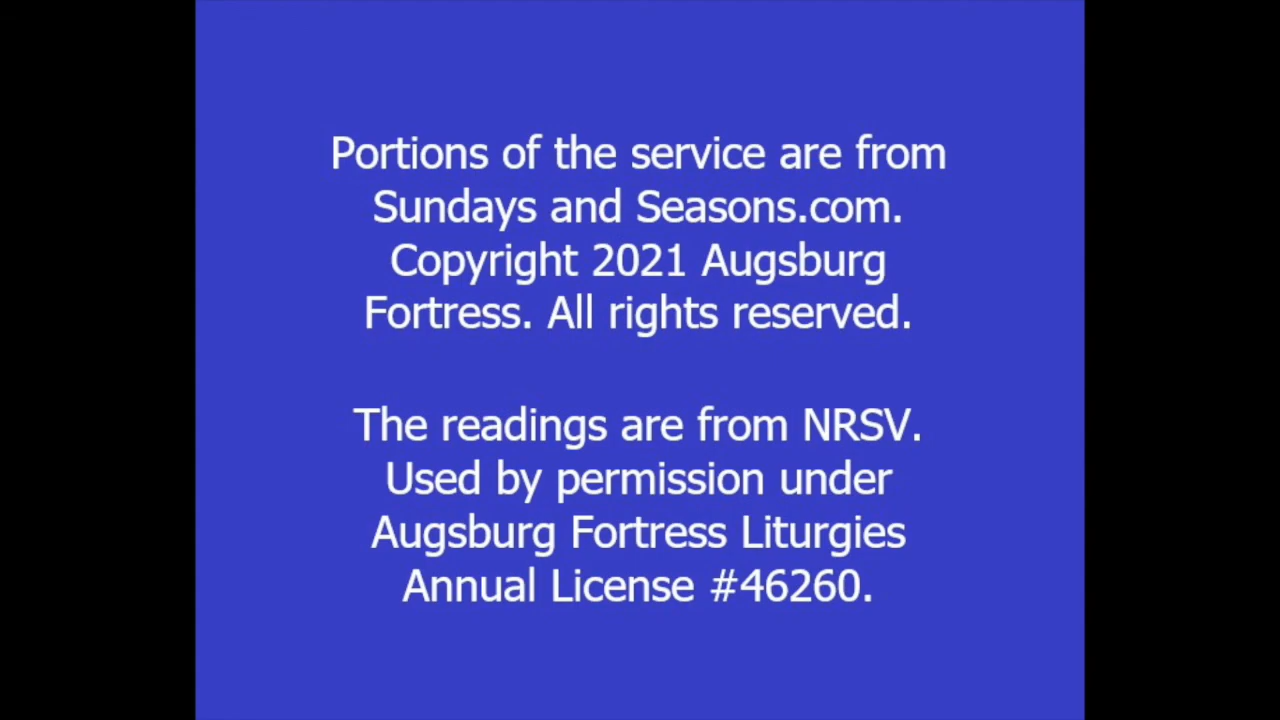 Portions of the service are from
Sundays and Seasons.com.
Copyright 2021 Augsburg
Fortress. All rights reserved.
The readings are from NRSV.
Used by permission under
Augsburg Fortress Liturgies
Annual License #46260.